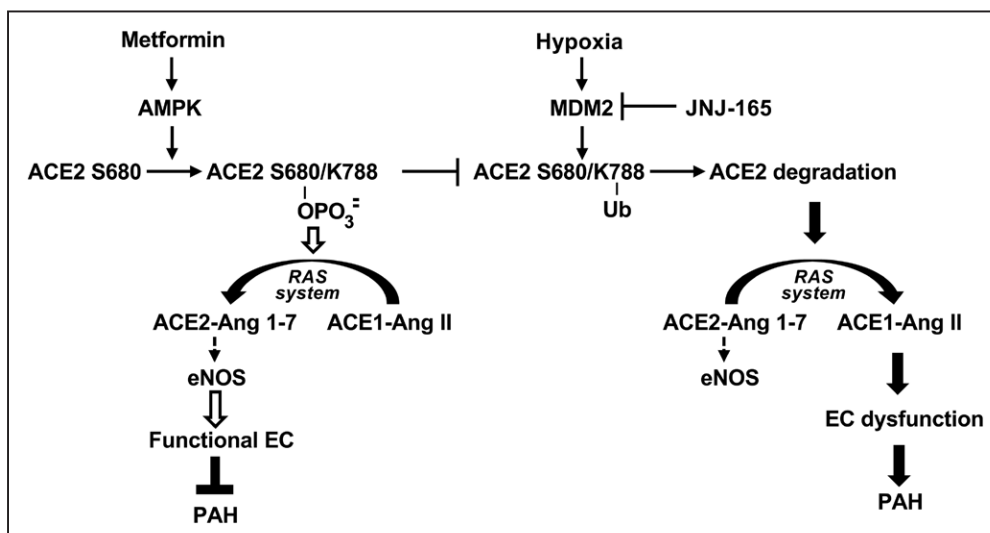 Metformin
Hypoxia
AMPK
MDM2
JNJ-165
ACE2 S680
ACE2 S680/K788
ACE2 S680/K788
ACE2 degradation
OPO3=
Ub
RAS
system
RAS
system
ACE2-Ang 1-7
ACE1-Ang II
ACE2-Ang 1-7
ACE1-Ang II
eNOS
eNOS
Functional EC
EC dysfunction
PAH
PAH